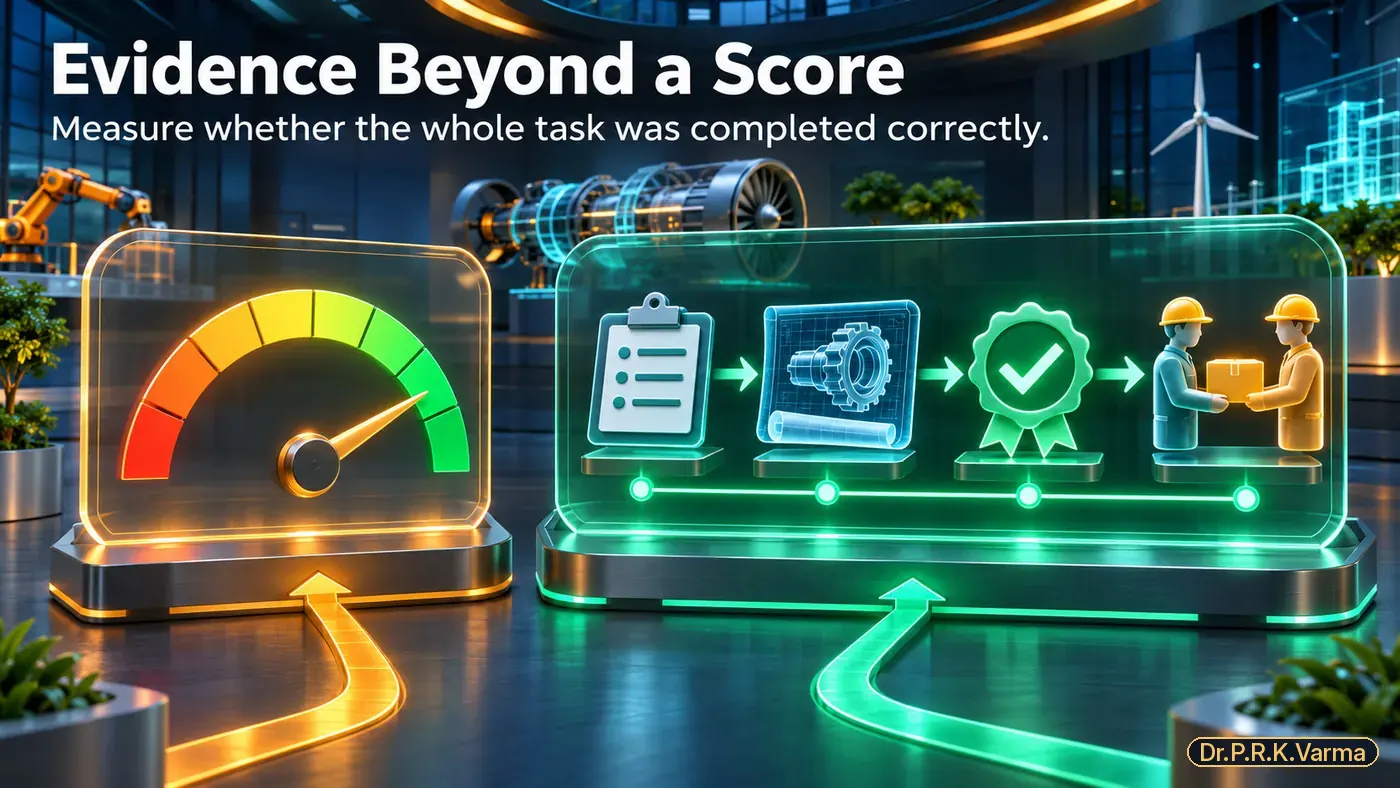 Evidence Beyond a Score
Measure whether the whole task was completed correctly.
Dr.P.R.K.Varma